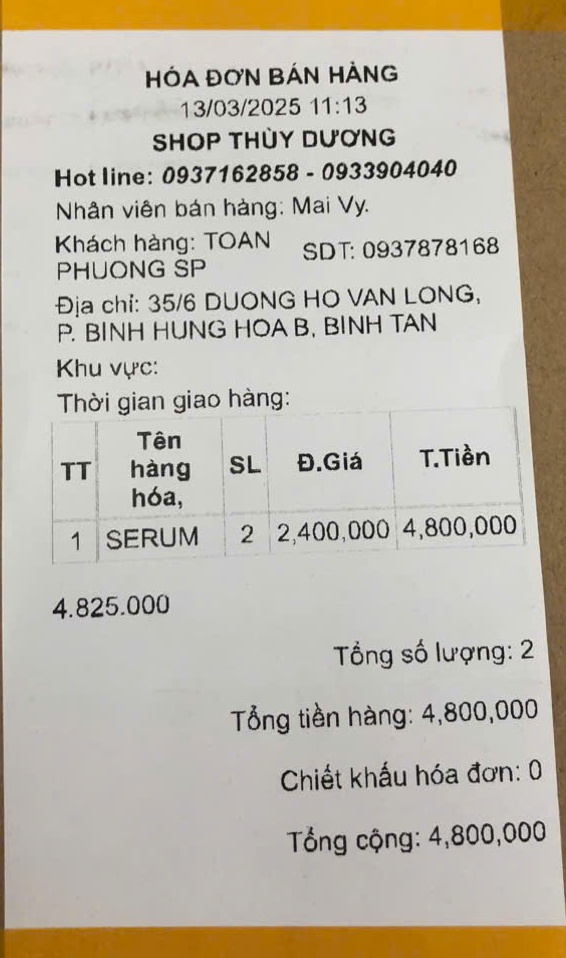 HÓA ĐƠN BÁN HÀNG
13/03/2025 11:13
SHOP THÙY DƯƠNG
Hot line: 0937162858 - 0933904040
Nhân viên bán hàng: Mai Vy.
Khách hàng: TOAN PHUONG SP SDT: 0937878168
Địa chỉ: 35/6 DUONG HO VAN LONG,
P. BINH HUNG HOA B, BINH TAN
Khu vực:
Thời gian giao hàng:
TT Tên hàng hóa, SL Đ.Giá T.Tiền
1 SERUM 2 2,400,000 4,800,000
4.825.000
Tổng số lượng: 2
Tổng tiền hàng: 4,800,000
Chiết khấu hóa đơn: 0
Tổng cộng: 4,800,000